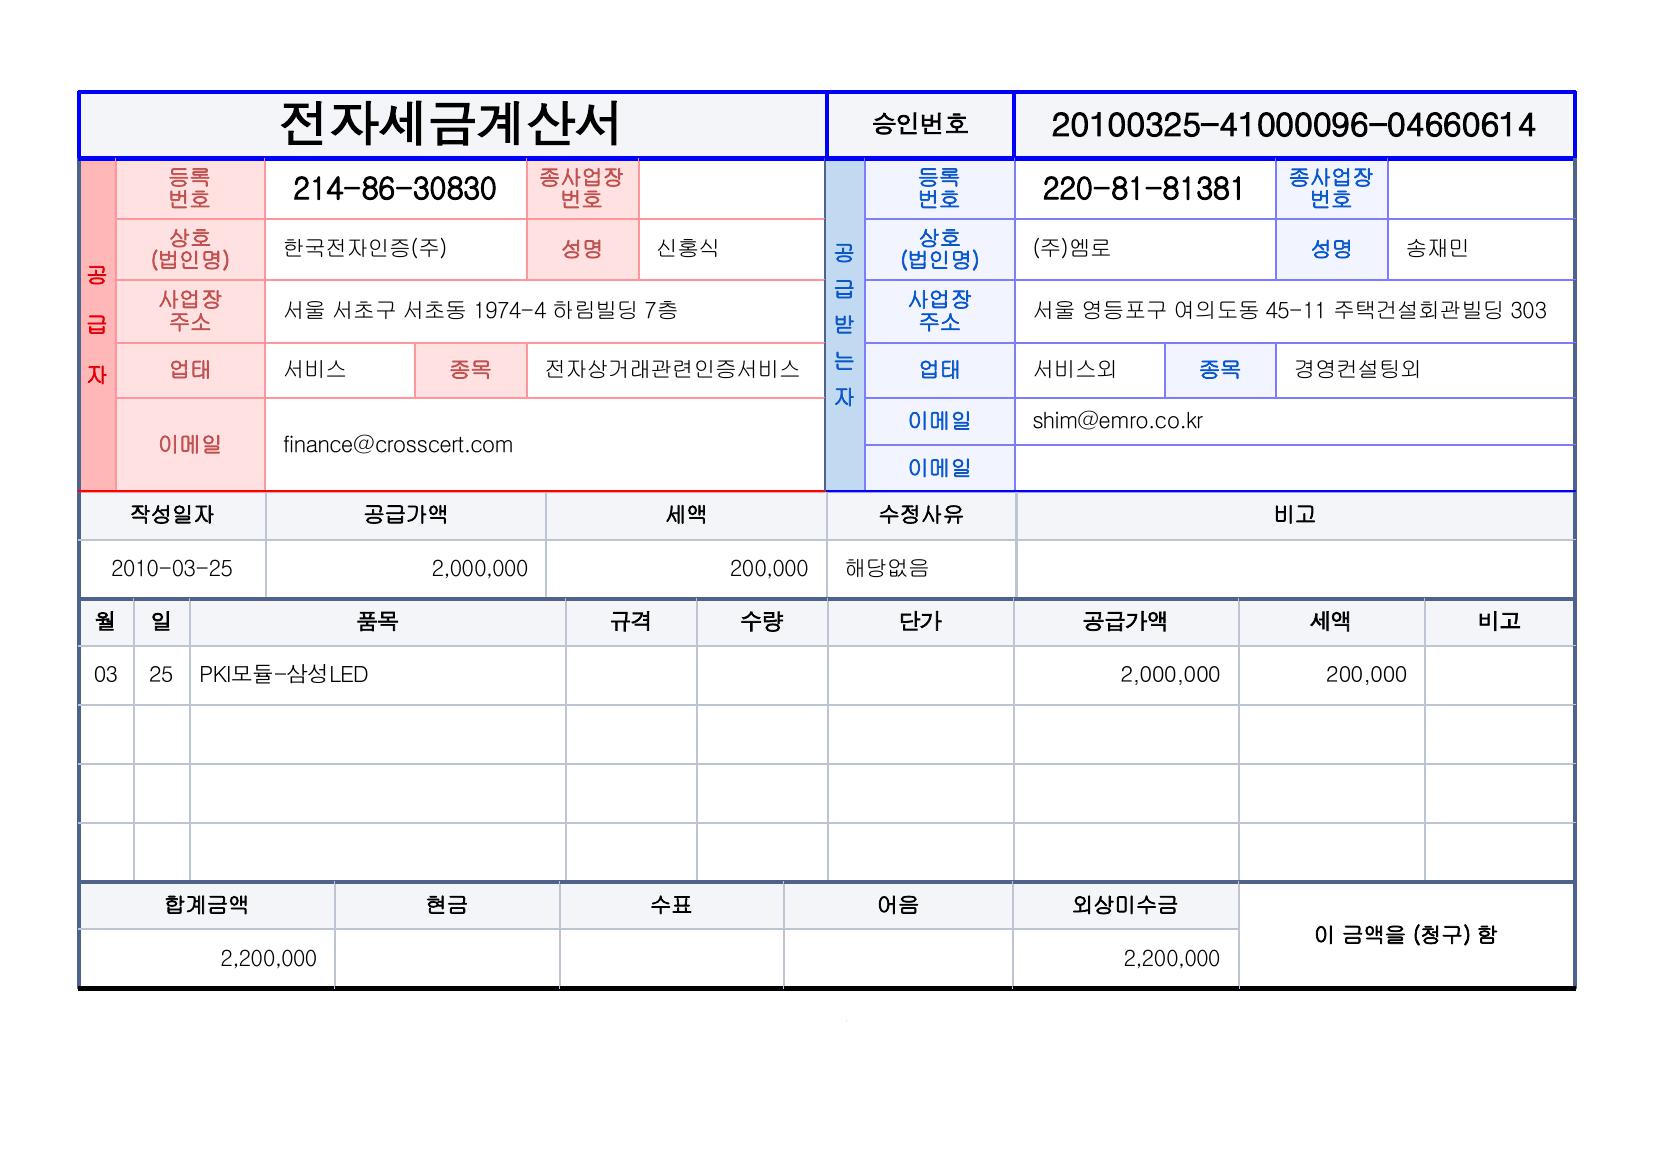 전자세금계산서 승인번호 20100325-41000096-04660614
공급자
등록번호 214-86-30830 종사업장번호
상호(법인명) 한국전자인증(주) 성명 신홍식
사업장주소 서울 서초구 서초동 1974-4 하림빌딩 7층
업태 서비스 종목 전자상거래관련인증서비스
이메일 finance@crosscert.com
공급받는자
등록번호 220-81-81381 종사업장번호
상호(법인명) (주)엠로 성명 송재민
사업장주소 서울 영등포구 여의도동 45-11 주택건설회관빌딩 303
업태 서비스외 종목 경영컨설팅외
이메일 shim@emro.co.kr
이메일
작성일자 공급가액 세액 수정사유 비고
2010-03-25 2,000,000 200,000 해당없음
월 일 품목 규격 수량 단가 공급가액 세액 비고
03 25 PKI모듈-삼성LED 2,000,000 200,000
합계금액 현금 수표 어음 외상미수금 이 금액을 (청구) 함
2,200,000 2,200,000